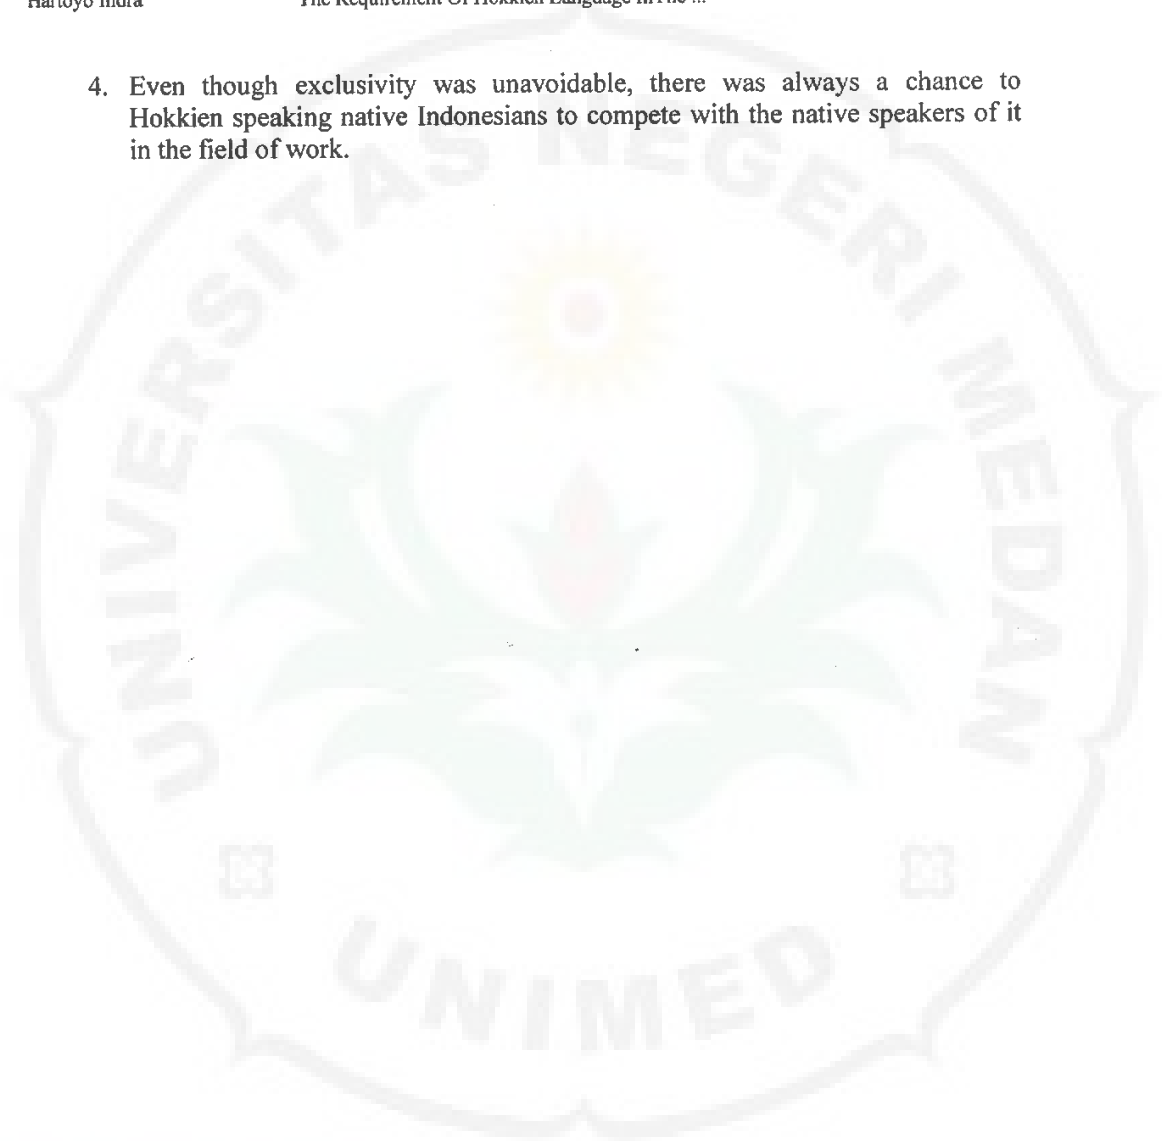 Hartoyo Indra The Requirement Of Hokkien Language In The ...
4. Even though exclusivity was unavoidable, there was always a chance to
Hokkien speaking native Indonesians to compete with the native speakers of it
in the field of work.
UNIVERSITAS NEGERI MEDAN
UNIMED